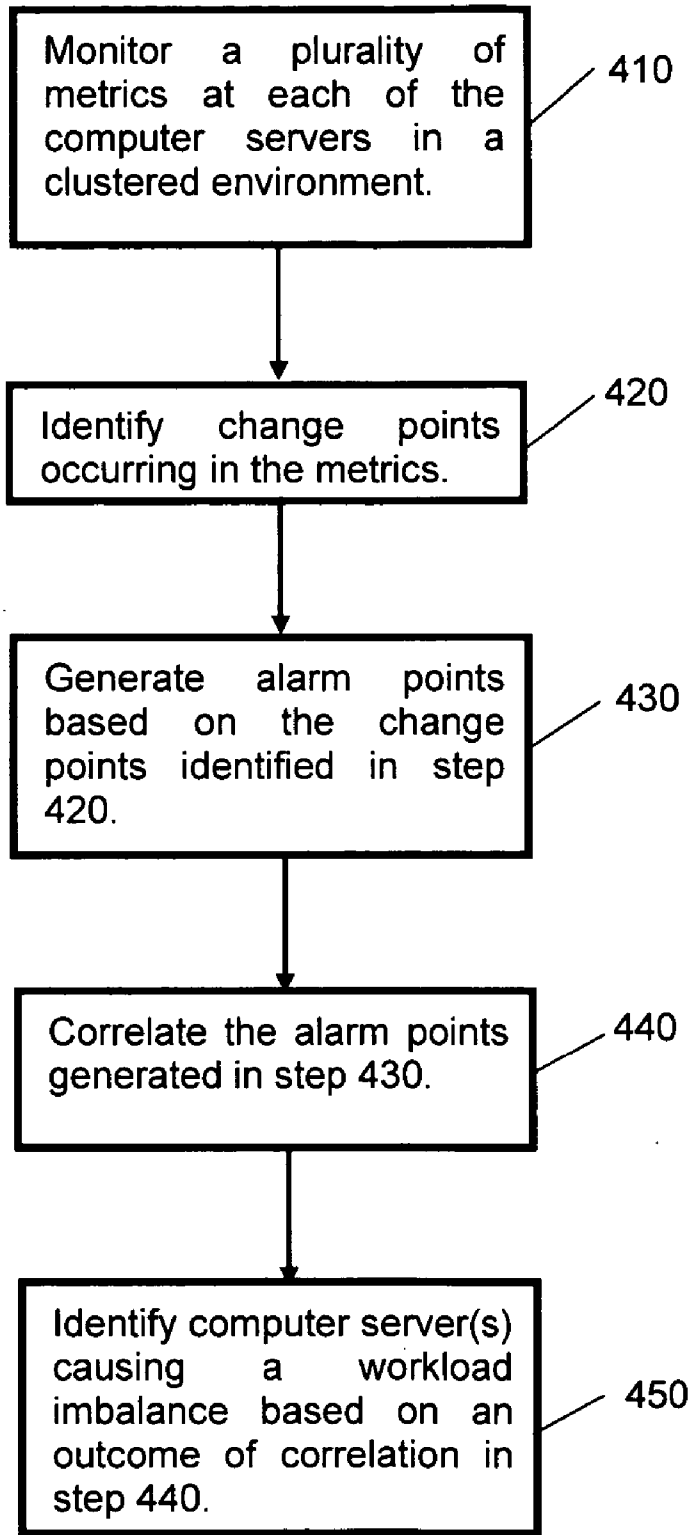 Monitor a plurality of
metrics at each of the
computer servers in a
clustered environment.
410
Identify change points
occurring in the metrics.
420
Generate alarm points
based on the change
points identified in step
420.
430
Correlate the alarm points
generated in step 430.
440
Identify computer server(s)
causing a workload
imbalance based on an
outcome of correlation in
step 440.
450